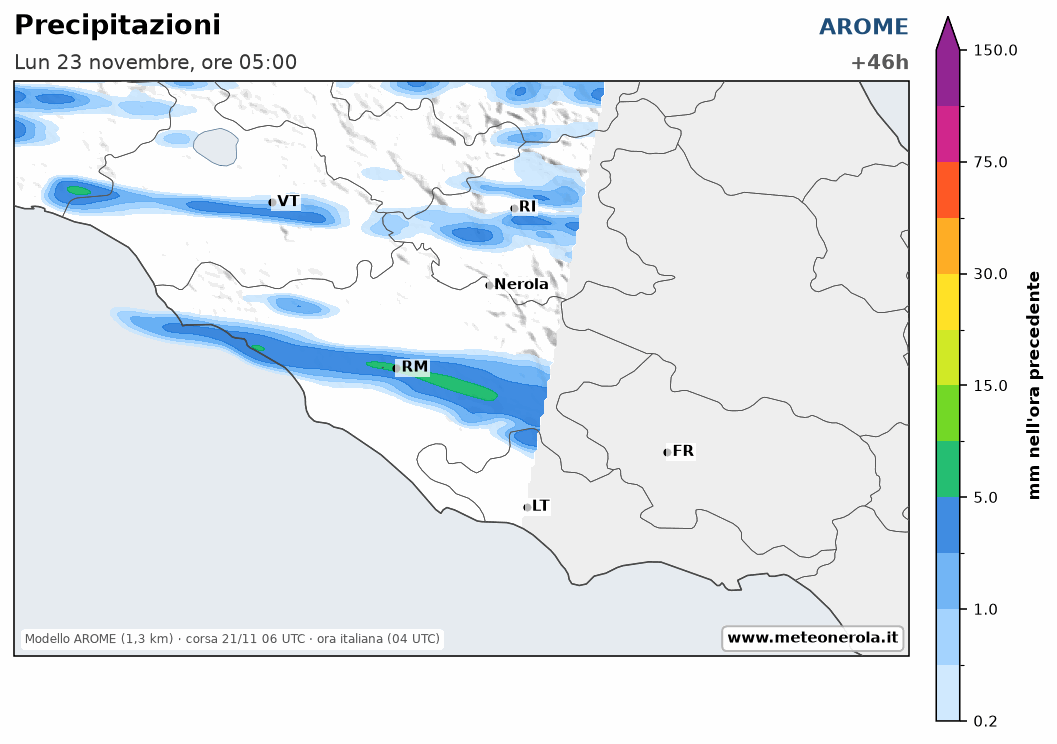 Precipitazioni
AROME
Lun 23 novembre, ore 05:00
+46h
150.0
75.0
30.0
15.0
5.0
1.0
0.2
mm nell'ora precedente
VT
RI
Nerola
RM
FR
LT
Modello AROME (1,3 km) · corsa 21/11 06 UTC · ora italiana (04 UTC)
www.meteonerola.it